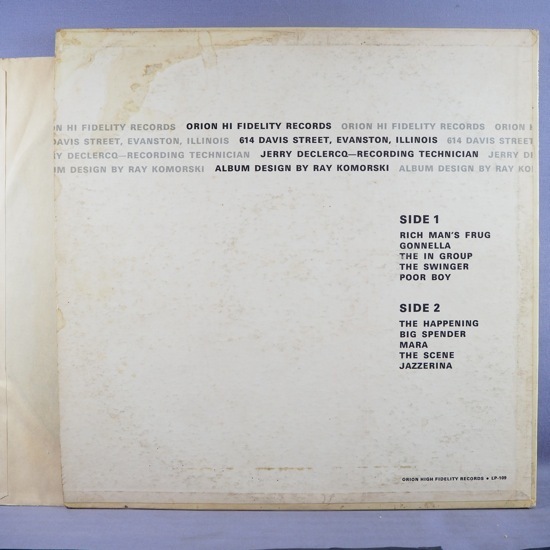 N HI FIDELITY RECORDS ORION HI FIDELITY RECORDS ORION HI FIDELITY RECORDS ORION H
DAVIS STREET, EVANSTON, ILLINOIS 614 DAVIS STREET, EVANSTON, ILLINOIS 614 DAVIS STREET
Y DECLERCQ—RECORDING TECHNICIAN JERRY DECLERCQ—RECORDING TECHNICIAN JERRY D
M DESIGN BY RAY KOMORSKI ALBUM DESIGN BY RAY KOMORSKI ALBUM DESIGN BY RAY KO
SIDE 1
RICH MAN'S FRUG
GONNELLA
THE IN GROUP
THE SWINGER
POOR BOY
SIDE 2
THE HAPPENING
BIG SPENDER
MARA
THE SCENE
JAZZERINA
ORION HIGH FIDELITY RECORDS • LP-109